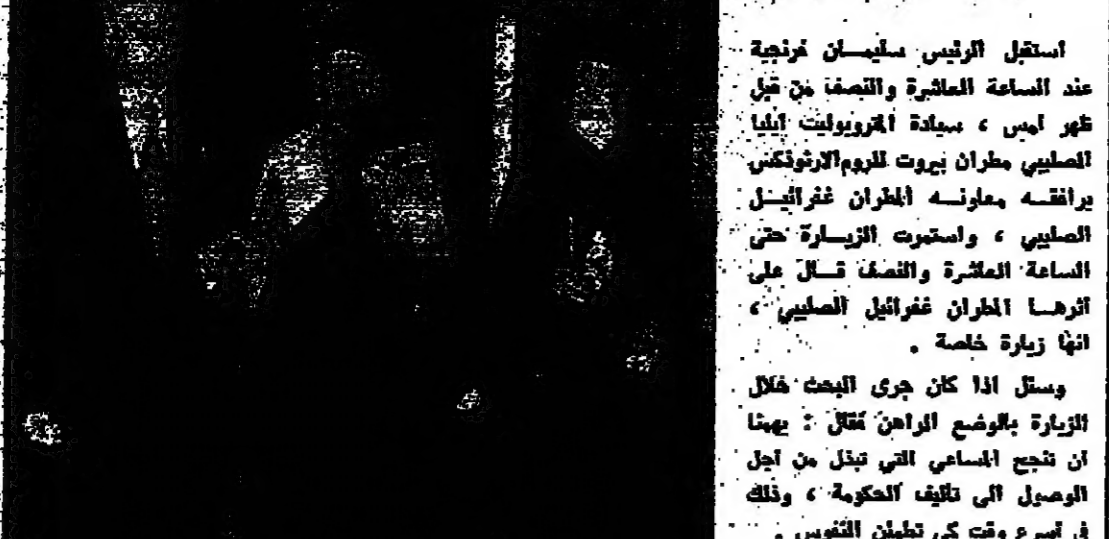 استقبل الرئيس سليمان فرنجية
عند الساعة العاشرة والنصف من قبل
ظهر امس ، سيادة المتروبوليت ايليا
الصليبي مطران بيروت للروم الارثوذكس
يرافقه معاونه المطران غفرائيل
الصليبي ، واستمرت الزيارة حتى
الساعة العاشرة والنصف قال على
أثرها المطران غفرائيل الصليبي ،
انها زيارة خاصة .
وسئل اذا كان جرى البحث خلال
الزيارة بالوضع الراهن فقال : يهمنا
ان تنجح المساعي التي تبذل من أجل
الوصول الى تأليف الحكومة ، وذلك
في اسرع وقت كي تطمئن النفوس .